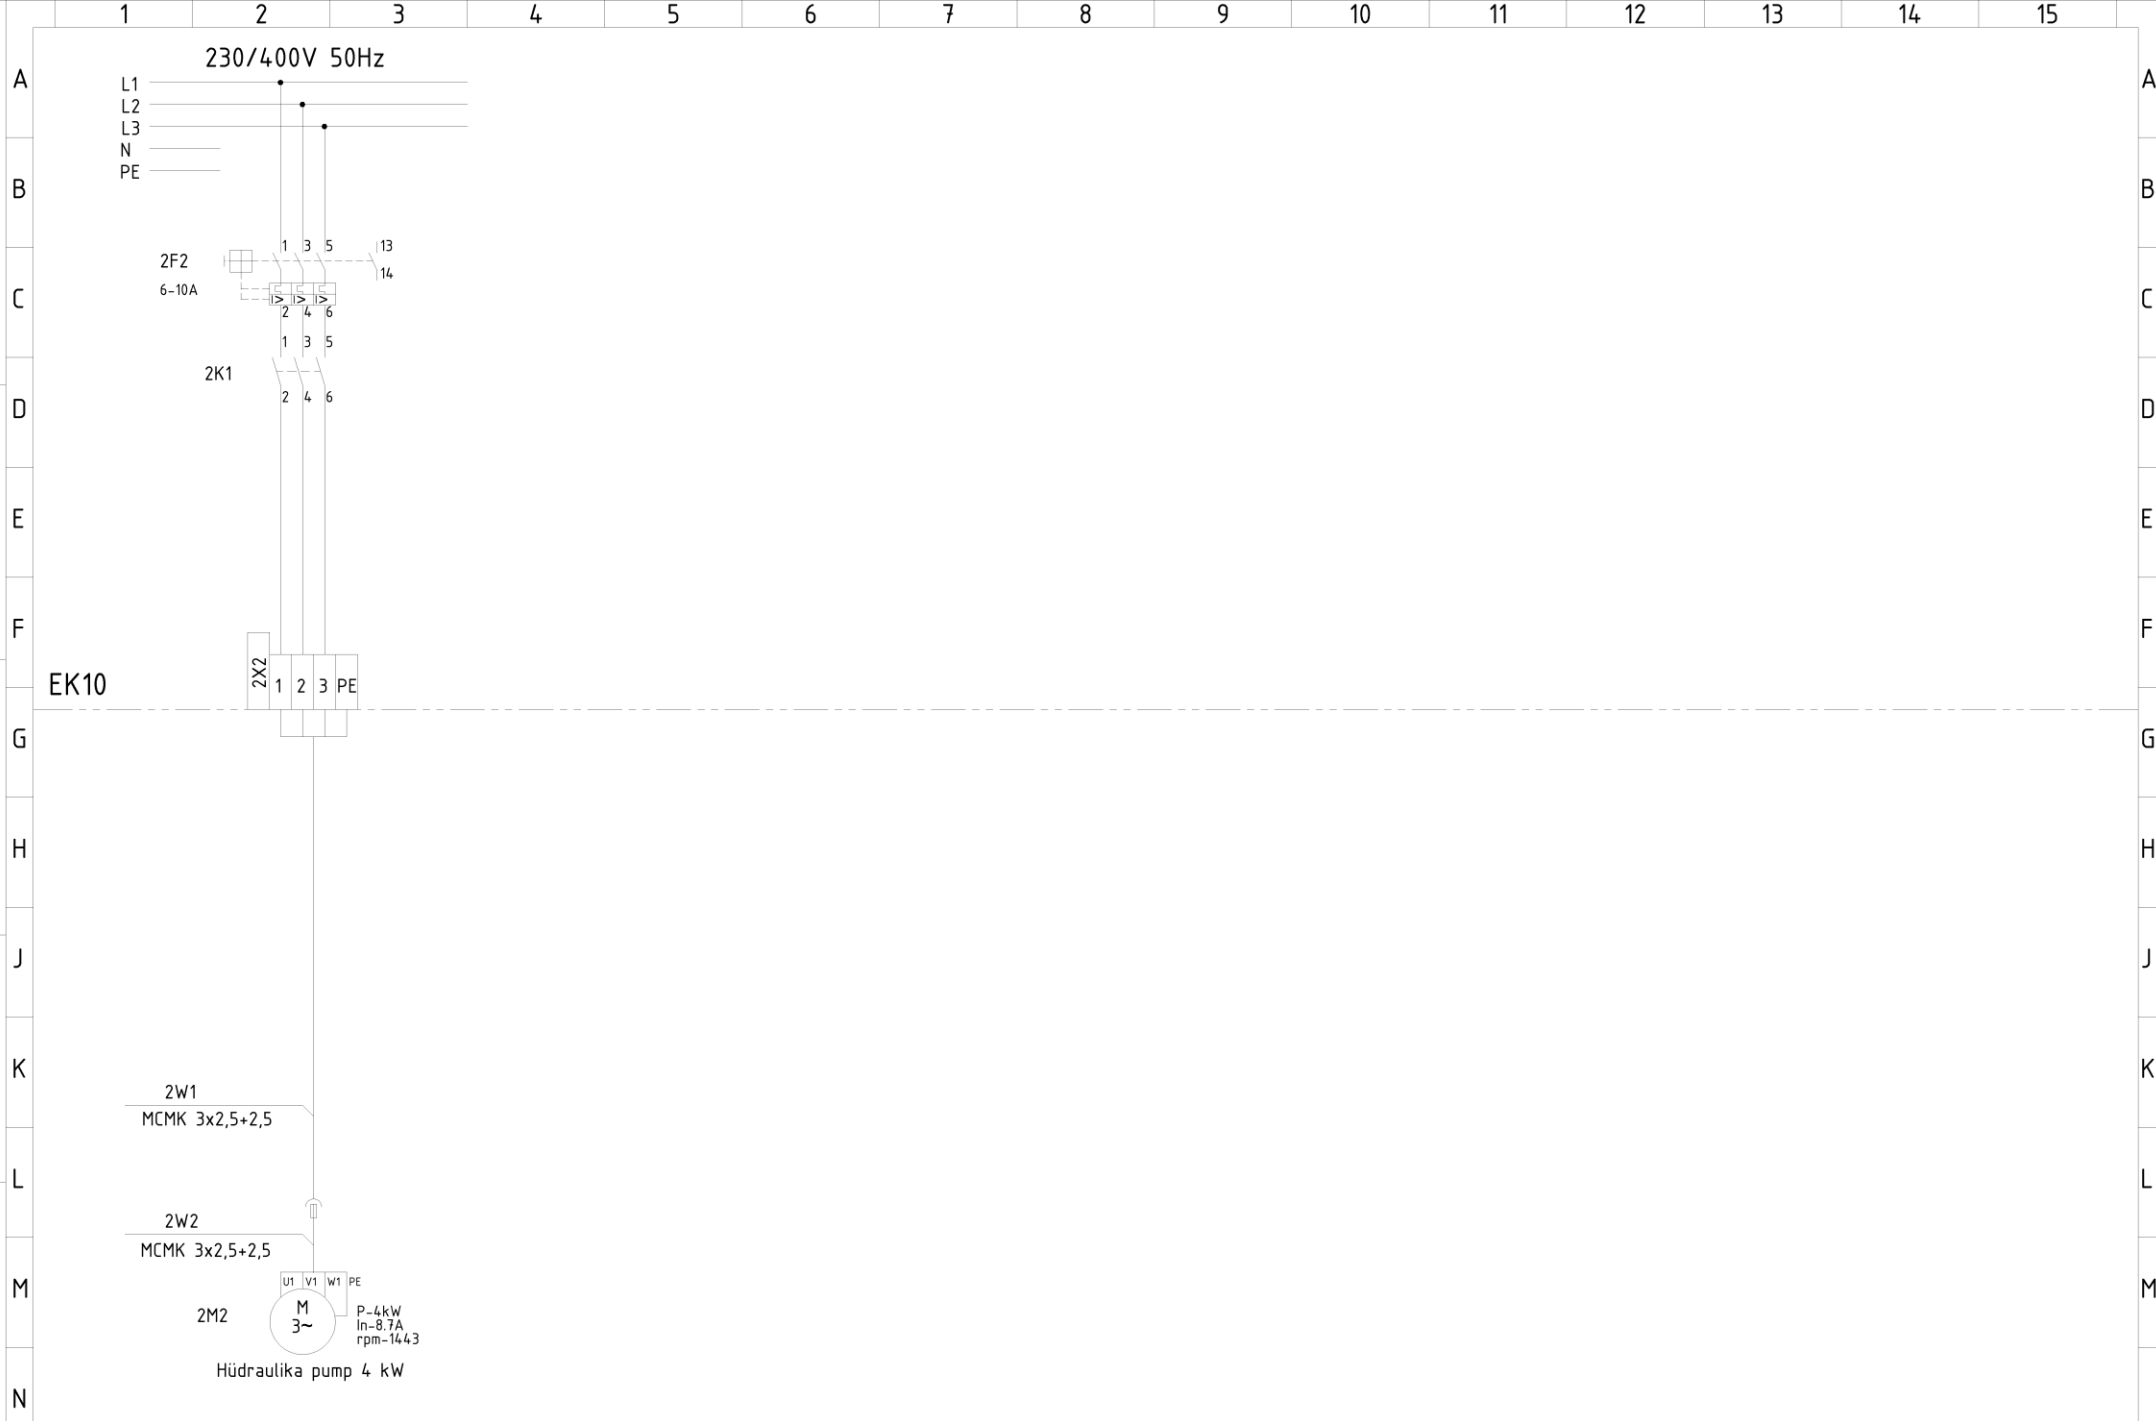 1 2 3 4 5 6 7 8 9 10 11 12 13 14 15
230/400V 50Hz
A A
L1
L2
L3
N
PE
B B
1 3 5 13
2F2
14
6-10A
I> I> I>
C C
2 4 6
1 3 5
2K1
2 4 6
D D
E E
F F
2X2
EK10
1 2 3 PE
G G
H H
J J
K K
2W1
MCMK 3x2,5+2,5
L L
2W2
MCMK 3x2,5+2,5
U1 V1 W1 PE
M M
M
3~
2M2
P-4kW
In-8.7A
rpm-1443
Hüdraulika pump 4 kW
N